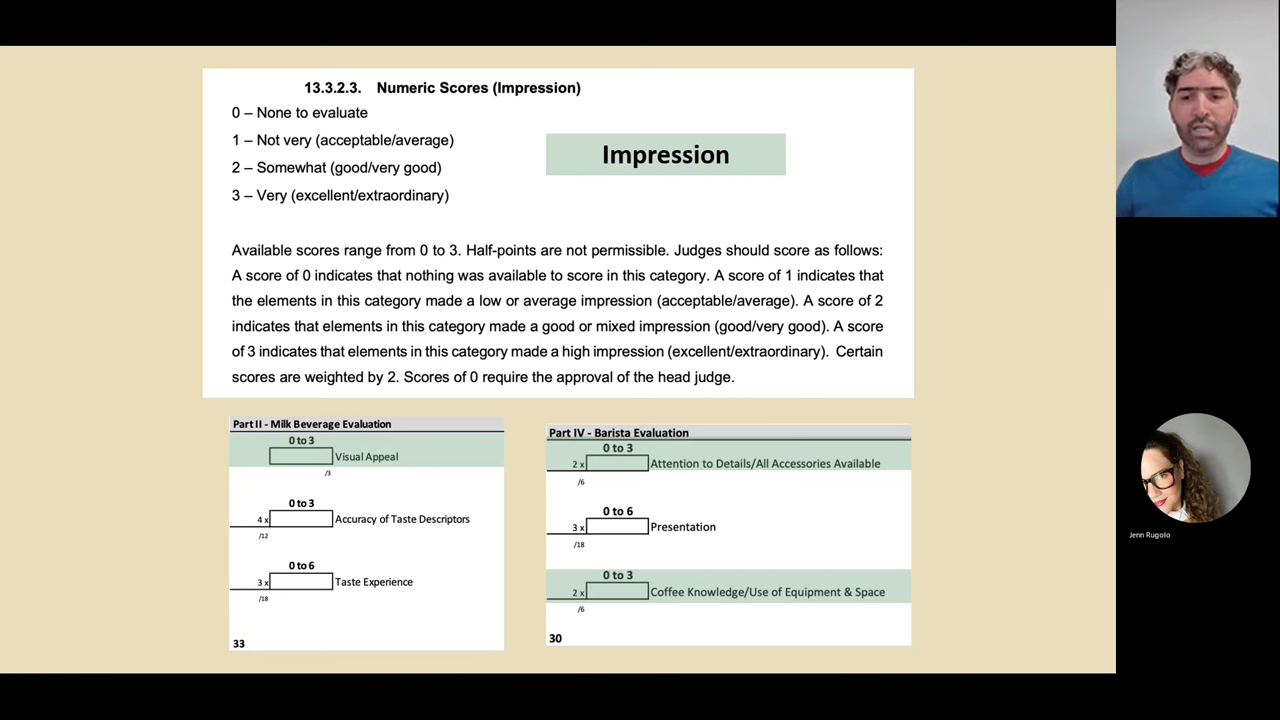 13.3.2.3. Numeric Scores (Impression)
0 – None to evaluate
1 – Not very (acceptable/average)
2 – Somewhat (good/very good)
3 – Very (excellent/extraordinary)
Impression
Available scores range from 0 to 3. Half-points are not permissible. Judges should score as follows:
A score of 0 indicates that nothing was available to score in this category. A score of 1 indicates that
the elements in this category made a low or average impression (acceptable/average). A score of 2
indicates that elements in this category made a good or mixed impression (good/very good). A score
of 3 indicates that elements in this category made a high impression (excellent/extraordinary). Certain
scores are weighted by 2. Scores of 0 require the approval of the head judge.
Part II - Milk Beverage Evaluation
0 to 3
Visual Appeal
/3
0 to 3
4 x Accuracy of Taste Descriptors
/12
0 to 6
3 x Taste Experience
/18
33
Part IV - Barista Evaluation
0 to 3
2 x Attention to Details/All Accessories Available
/6
0 to 6
3 x Presentation
/18
0 to 3
2 x Coffee Knowledge/Use of Equipment & Space
/6
30
Jenn Rugolo